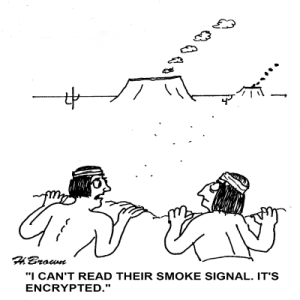 H. Brown
"I CAN'T READ THEIR SMOKE SIGNAL. IT'S
ENCRYPTED."